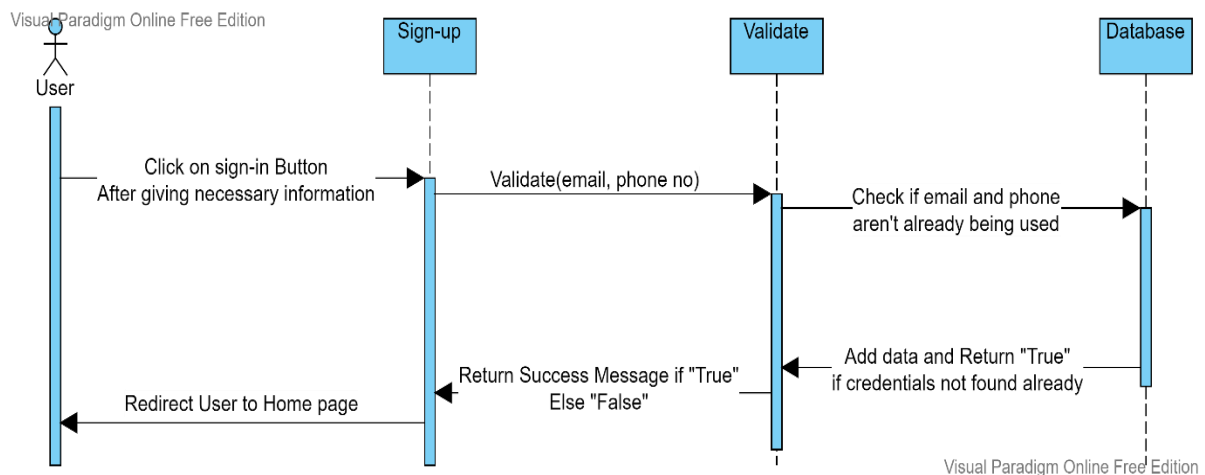 Visual Paradigm Online Free Edition
Sign-up
Validate
Database
User
Click on sign-in Button
After giving necessary information
Validate(email, phone no)
Check if email and phone
aren't already being used
Add data and Return "True"
if credentials not found already
Return Success Message if "True"
Else "False"
Redirect User to Home page
Visual Paradigm Online Free Edition